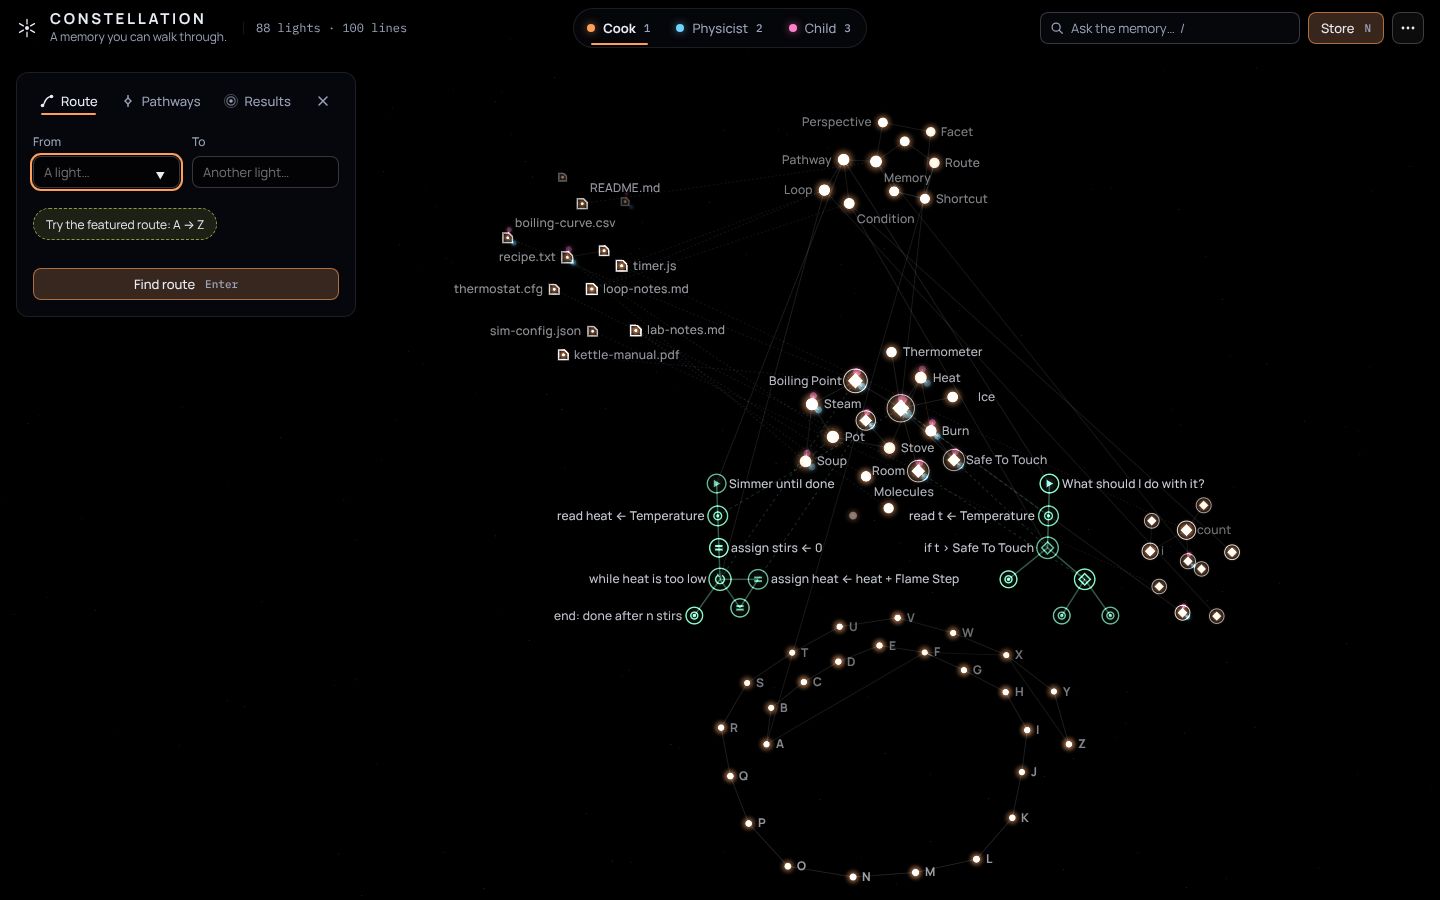 CONSTELLATION
A memory you can walk through.
88 lights · 100 lines
Cook 1
Physicist 2
Child 3
Ask the memory... /
Store N
Route
Pathways
Results
From
To
A light...
Another light...
Try the featured route: A → Z
Find route Enter
Perspective
Facet
Pathway
Route
Memory
Loop
Shortcut
Condition
README.md
boiling-curve.csv
recipe.txt
timer.js
thermostat.cfg
loop-notes.md
sim-config.json
lab-notes.md
kettle-manual.pdf
Thermometer
Boiling Point
Heat
Steam
Ice
Pot
Burn
Stove
Soup
Room
Safe To Touch
Molecules
Simmer until done
read heat ← Temperature
assign stirs ← 0
while heat is too low
assign heat ← heat + Flame Step
end: done after n stirs
What should I do with it?
read t ← Temperature
if t > Safe To Touch
count
i
U
V
W
T
D
E
F
X
S
C
G
B
H
Y
R
A
I
Z
Q
J
P
K
O
N
M
L